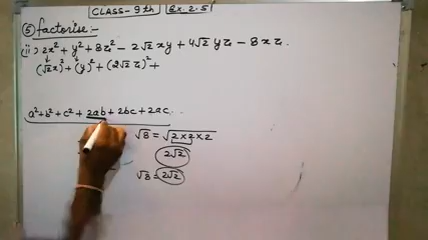 CLASS-9th Ex.2.5
⑤ factorise:-
(ii) 2x² + y² + 8z² - 2√2 xy + 4√2 yz - 8xz.
(√2x)² + (y)² + (2√2 z)² +
a² + b² + c² + 2ab + 2bc + 2ac
√8 = √2×2×2
2√2
√8 = 2√2